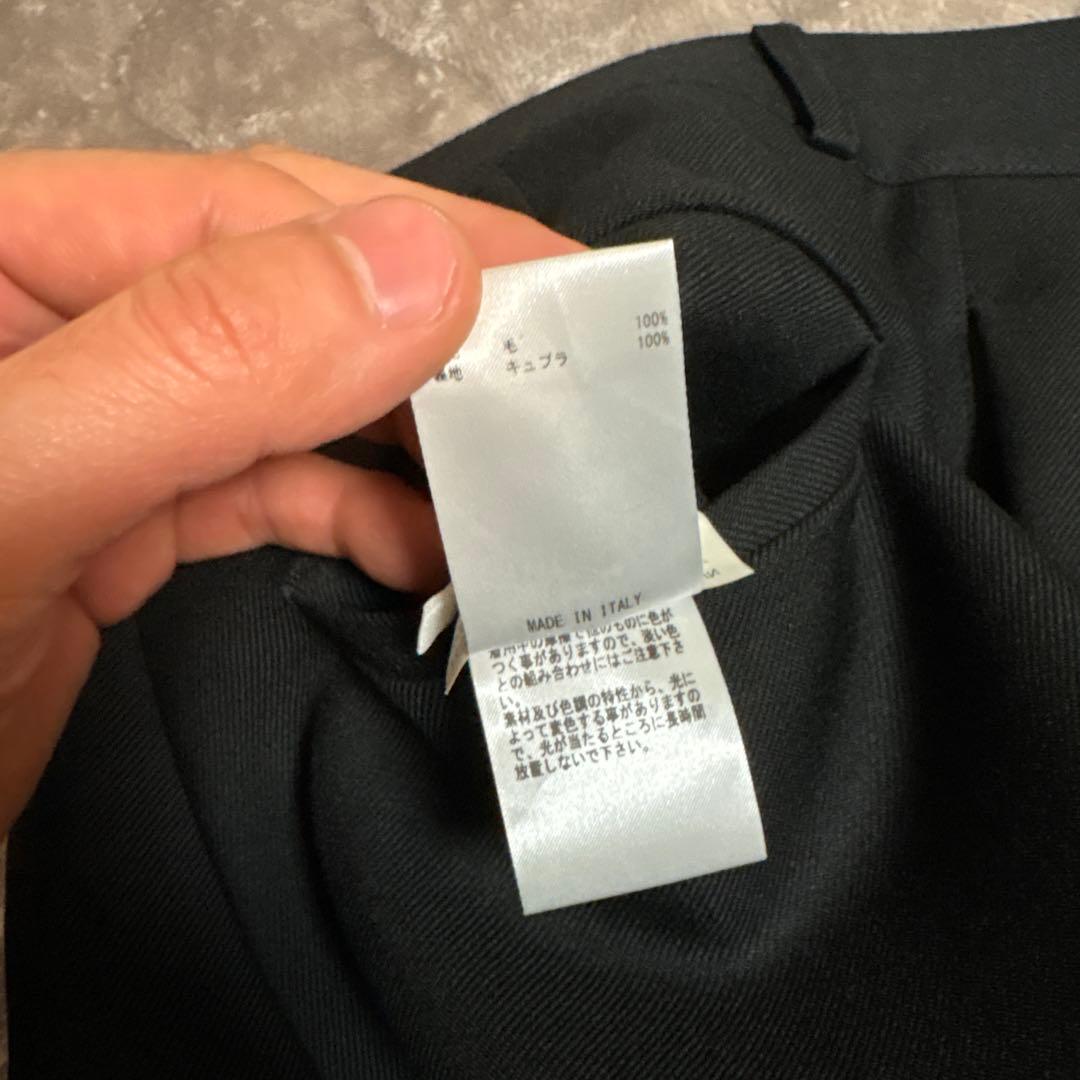 毛 100%
裏地 キュプラ 100%
MADE IN ITALY
着用中の摩擦で他のものに色が
つく事がありますので、淡い色
との組み合わせにはご注意下さ
い。
素材及び色調の特性から、光に
よって変色する事がありますの
で、光が当たるところに長時間
放置しないで下さい。